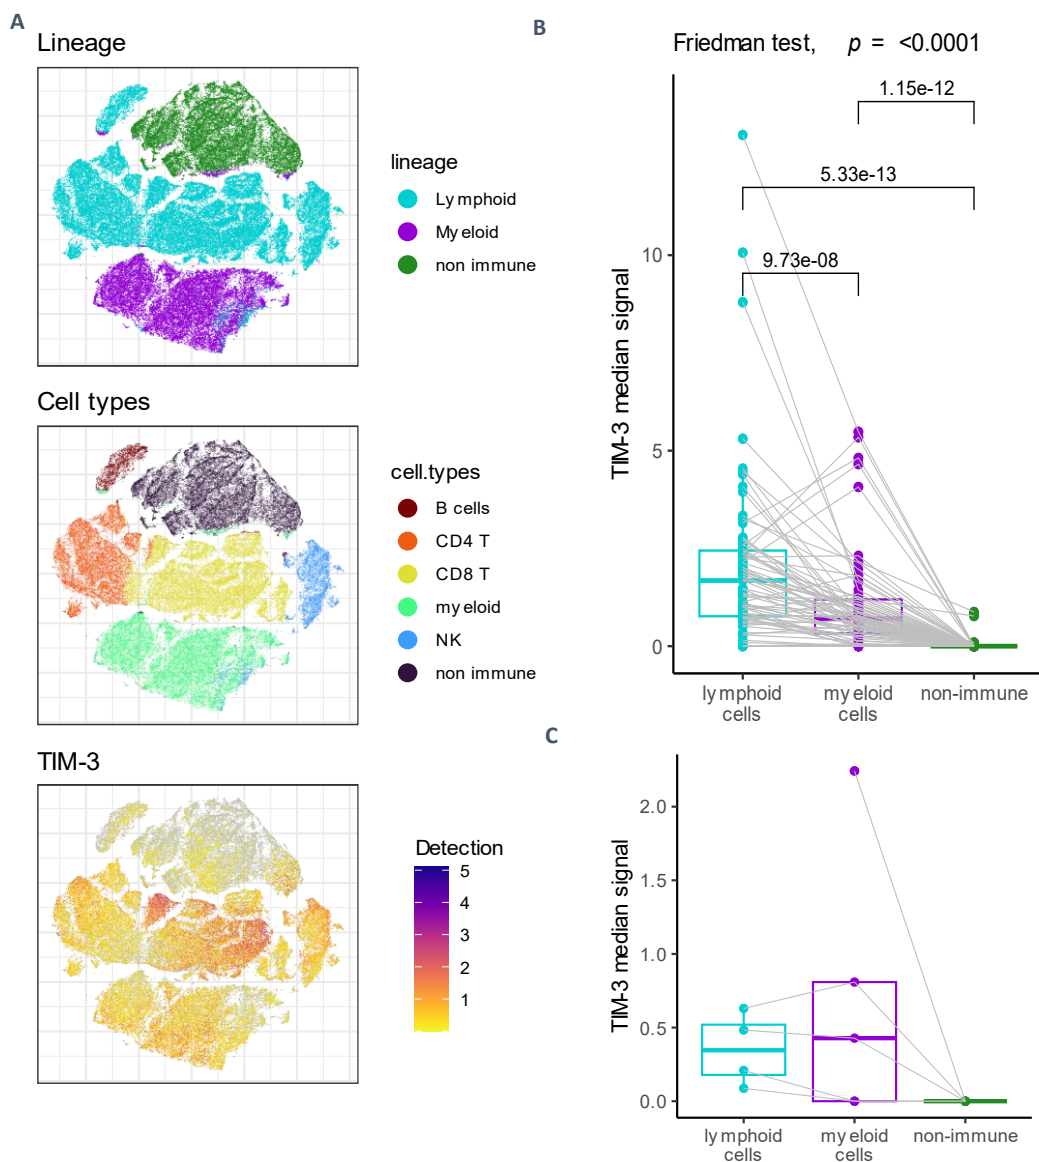 A
Lineage
lineage
Lymphoid
Myeloid
non immune
Cell types
cell.types
B cells
CD4 T
CD8 T
myeloid
NK
non immune
TIM-3
Detection
5
4
3
2
1
B
Friedman test, p = <0.0001
1.15e-12
5.33e-13
9.73e-08
TIM-3 median signal
10
5
0
lymphoid cells
myeloid cells
non-immune
C
TIM-3 median signal
2.0
1.5
1.0
0.5
0.0
lymphoid cells
myeloid cells
non-immune